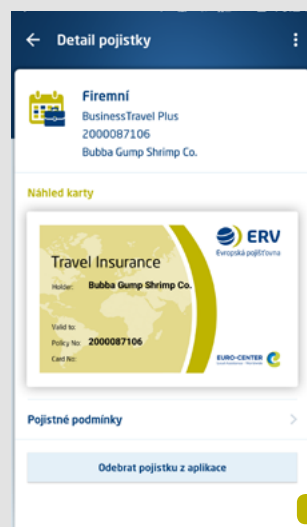 Detail pojistky
Firemní
BusinessTravel Plus
2000087106
Bubba Gump Shrimp Co.
Náhled karty
ERV
Evropská pojišťovna
Travel Insurance
Holder: Bubba Gump Shrimp Co.
Valid to:
Policy No: 2000087106
Card No:
EURO-CENTER
Pojistné podmínky
Odebrat pojistku z aplikace